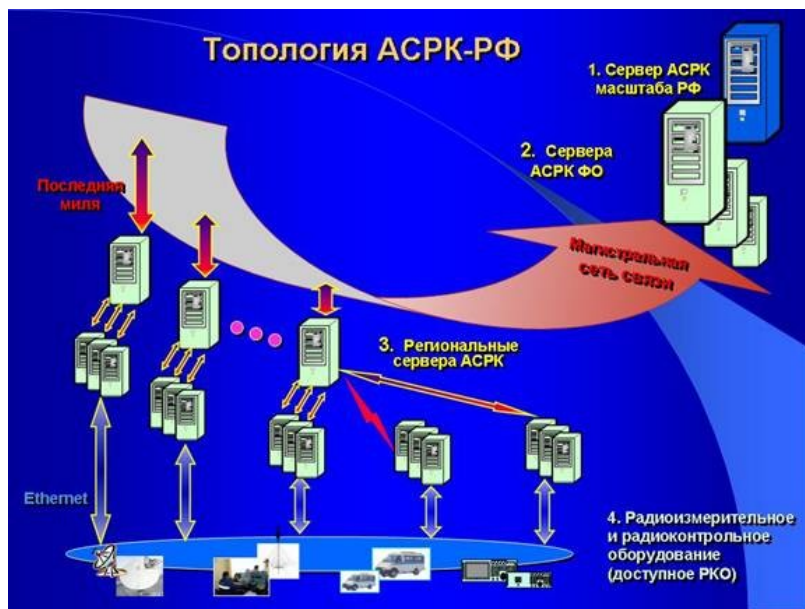 Топология АСРК-РФ
1. Сервер АСРК
масштаба РФ
2. Сервера
АСРК ФО
Последняя
миля
Магистральная
сеть связи
3. Региональные
сервера АСРК
Ethernet
4. Радиоизмерительное
и радиоконтрольное
оборудование
(доступное РКО)